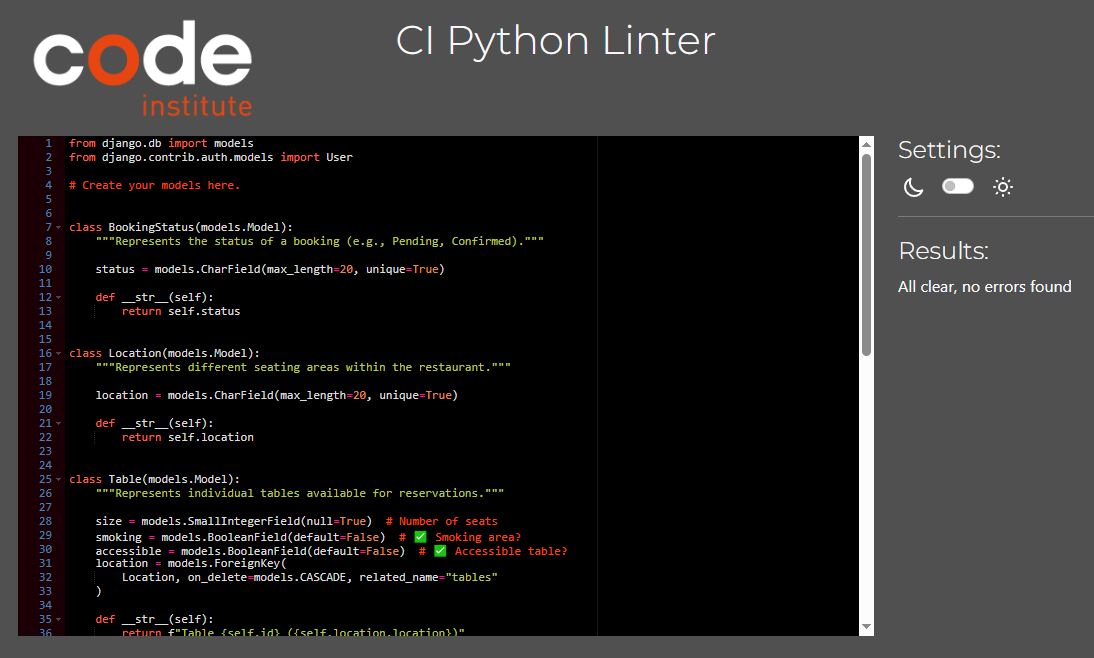 code
institute
CI Python Linter
1 from django.db import models
2 from django.contrib.auth.models import User
3
4 # Create your models here.
5
6
7 class BookingStatus(models.Model):
8     """Represents the status of a booking (e.g., Pending, Confirmed)."""
9
10     status = models.CharField(max_length=20, unique=True)
11
12     def __str__(self):
13         return self.status
14
15
16 class Location(models.Model):
17     """Represents different seating areas within the restaurant."""
18
19     location = models.CharField(max_length=20, unique=True)
20
21     def __str__(self):
22         return self.location
23
24
25 class Table(models.Model):
26     """Represents individual tables available for reservations."""
27
28     size = models.SmallIntegerField(null=True)  # Number of seats
29     smoking = models.BooleanField(default=False)  # ✅ Smoking area?
30     accessible = models.BooleanField(default=False)  # ✅ Accessible table?
31     location = models.ForeignKey(
32         Location, on_delete=models.CASCADE, related_name="tables"
33     )
34
35     def __str__(self):
36         return f"Table {self.id} ({self.location.location})"
Settings:
Results:
All clear, no errors found